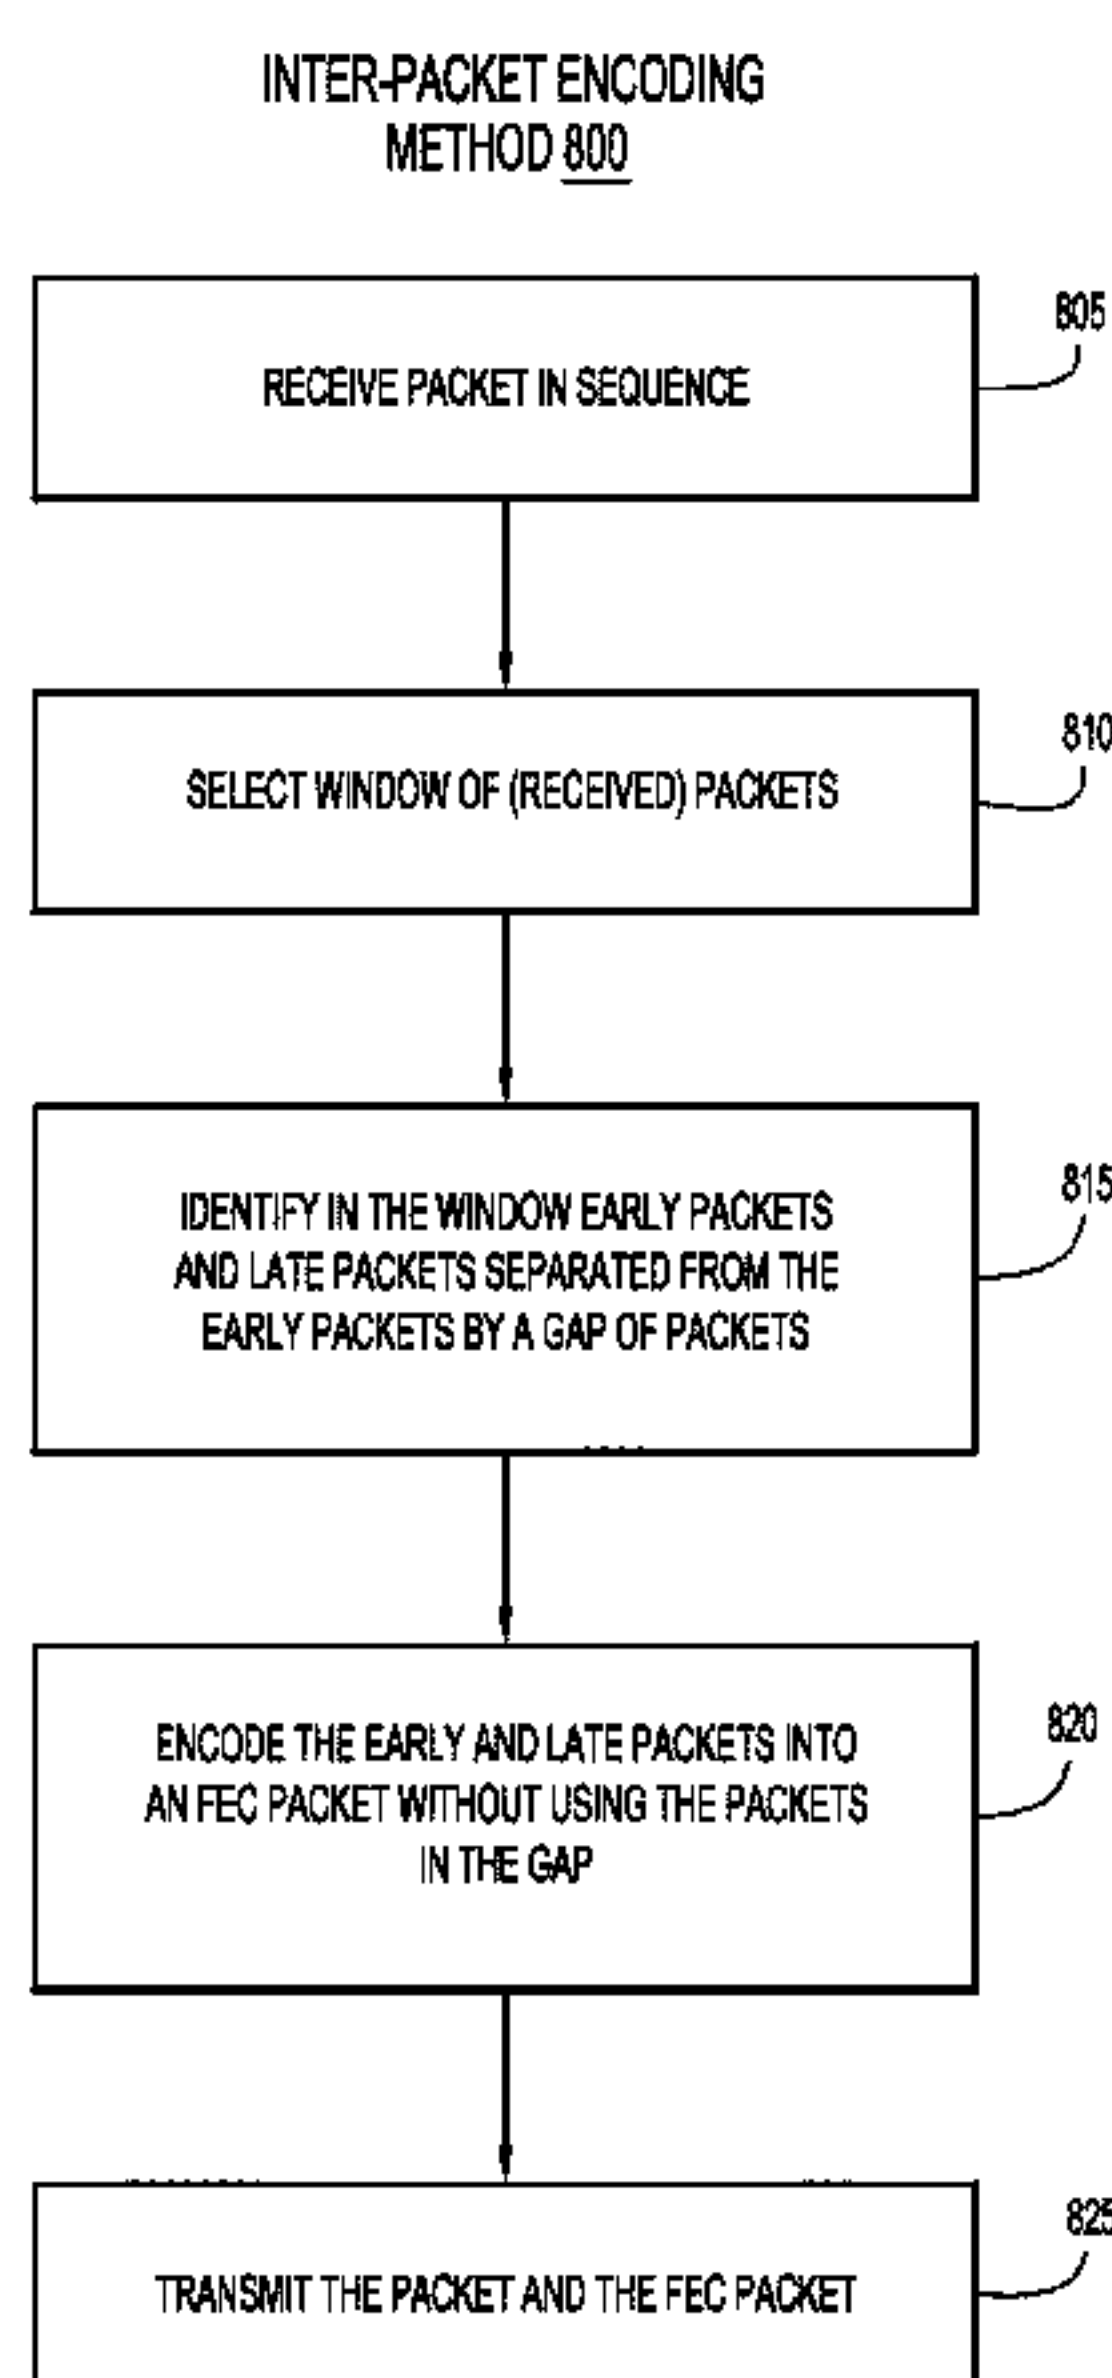 INTER-PACKET ENCODING
METHOD 800
805
RECEIVE PACKET IN SEQUENCE
810
SELECT WINDOW OF (RECEIVED) PACKETS
815
IDENTIFY IN THE WINDOW EARLY PACKETS
AND LATE PACKETS SEPARATED FROM THE
EARLY PACKETS BY A GAP OF PACKETS
820
ENCODE THE EARLY AND LATE PACKETS INTO
AN FEC PACKET WITHOUT USING THE PACKETS
IN THE GAP
825
TRANSMIT THE PACKET AND THE FEC PACKET